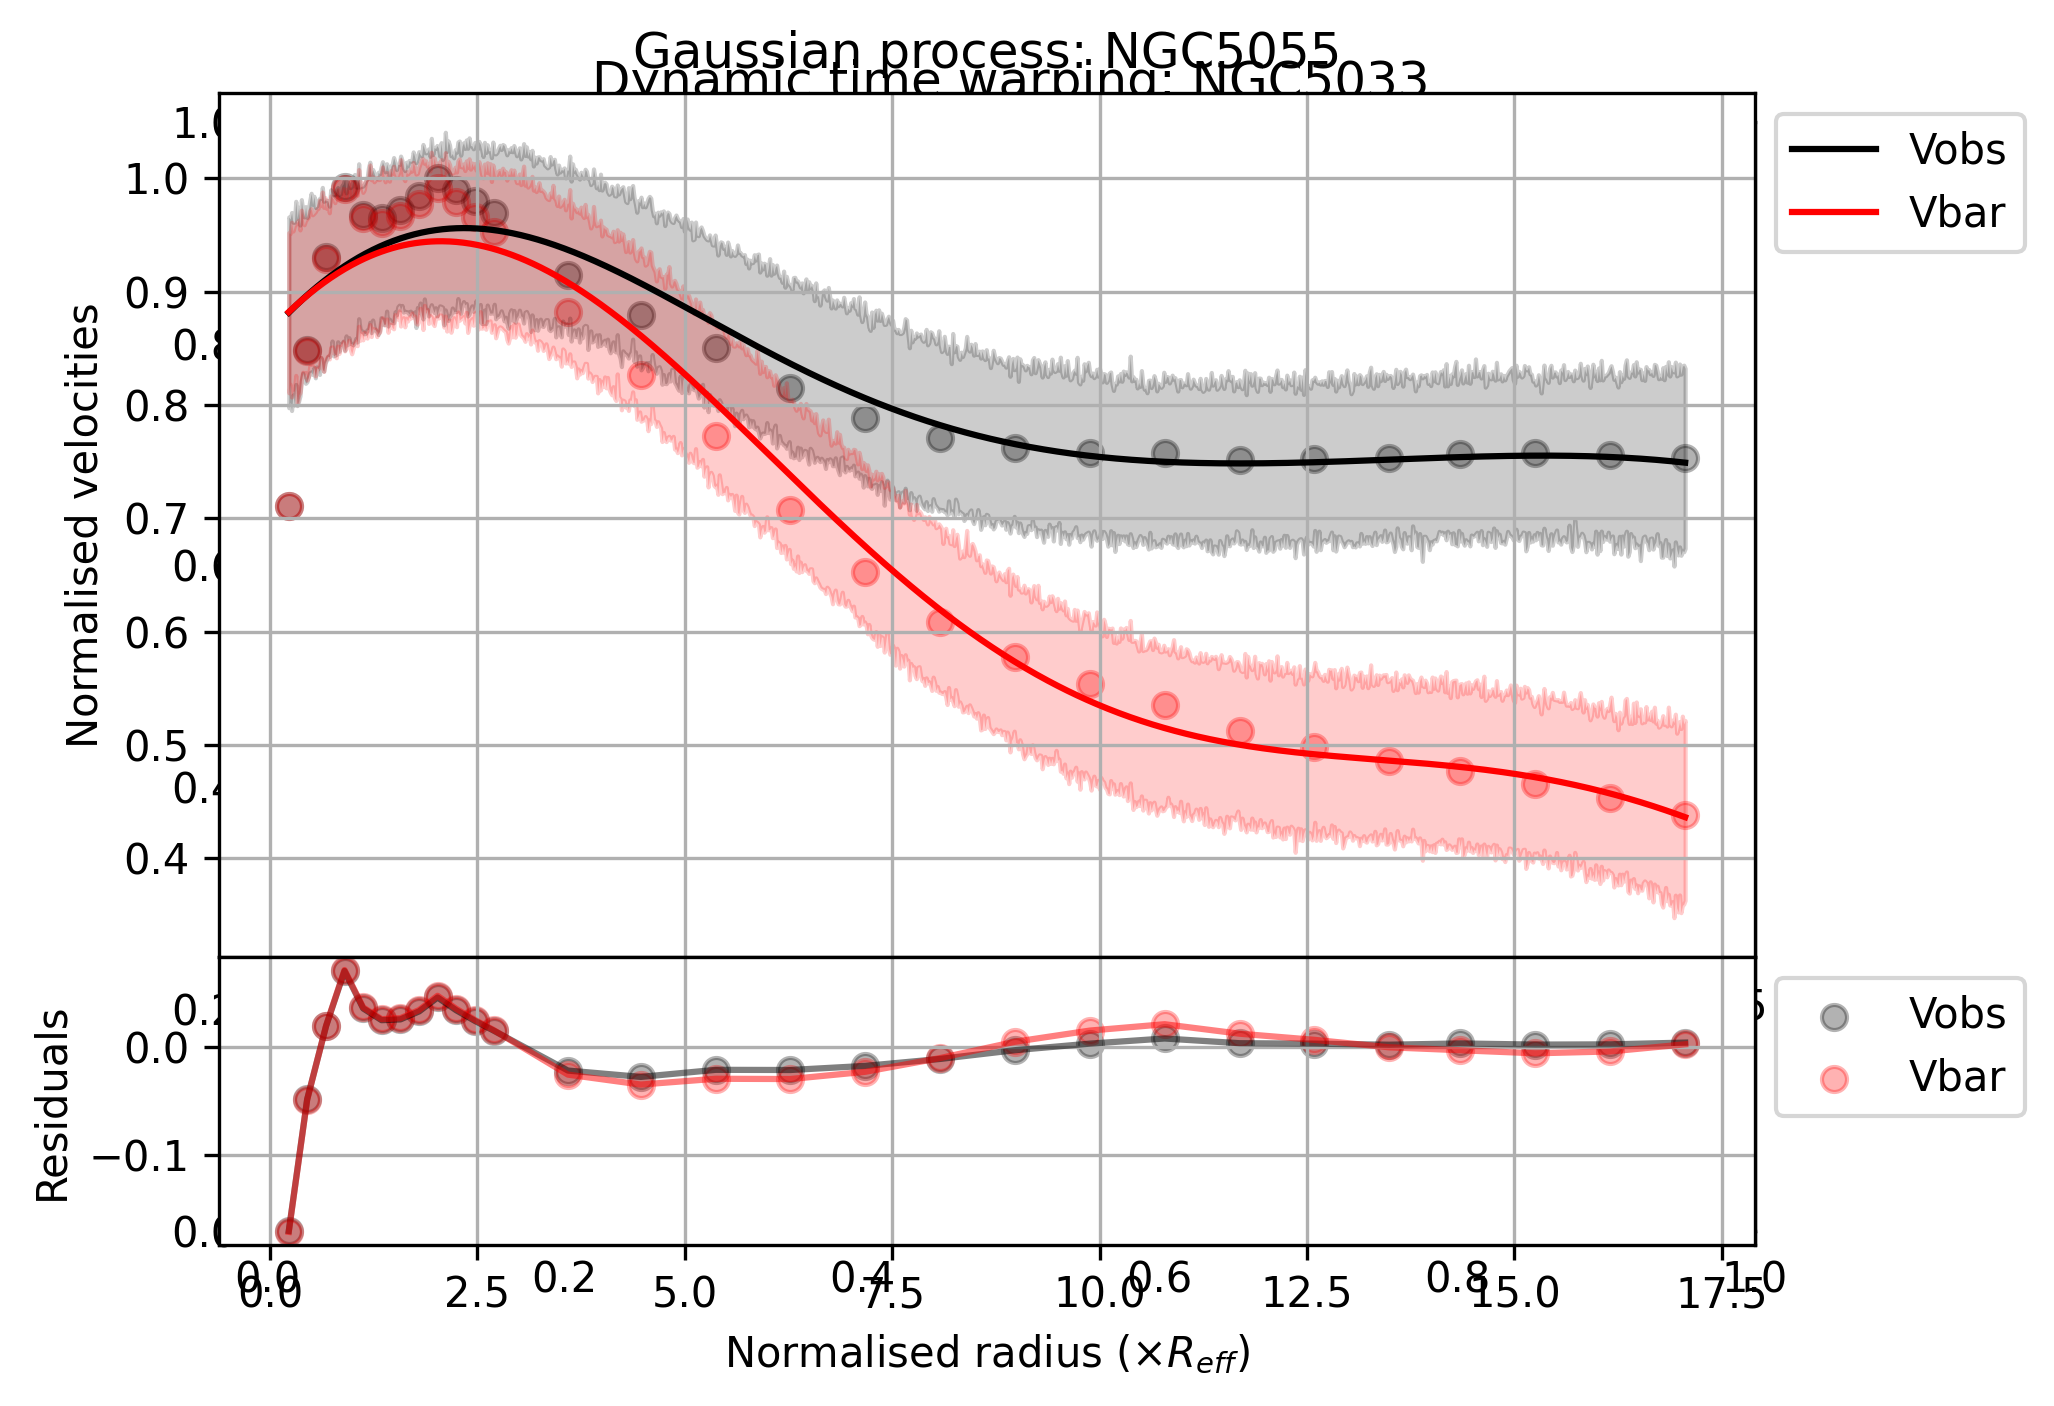 Gaussian process: NGC5055
Dynamic time warping: NGC5033
Normalised velocities
1.0
0.9
0.8
0.7
0.6
0.5
0.4
Vobs
Vbar
Residuals
0.0
−0.1
Vobs
Vbar
0.0 0.2 0.4 0.6 0.8 1.0
0.0 2.5 5.0 7.5 10.0 12.5 15.0 17.5
Normalised radius (×R_eff)